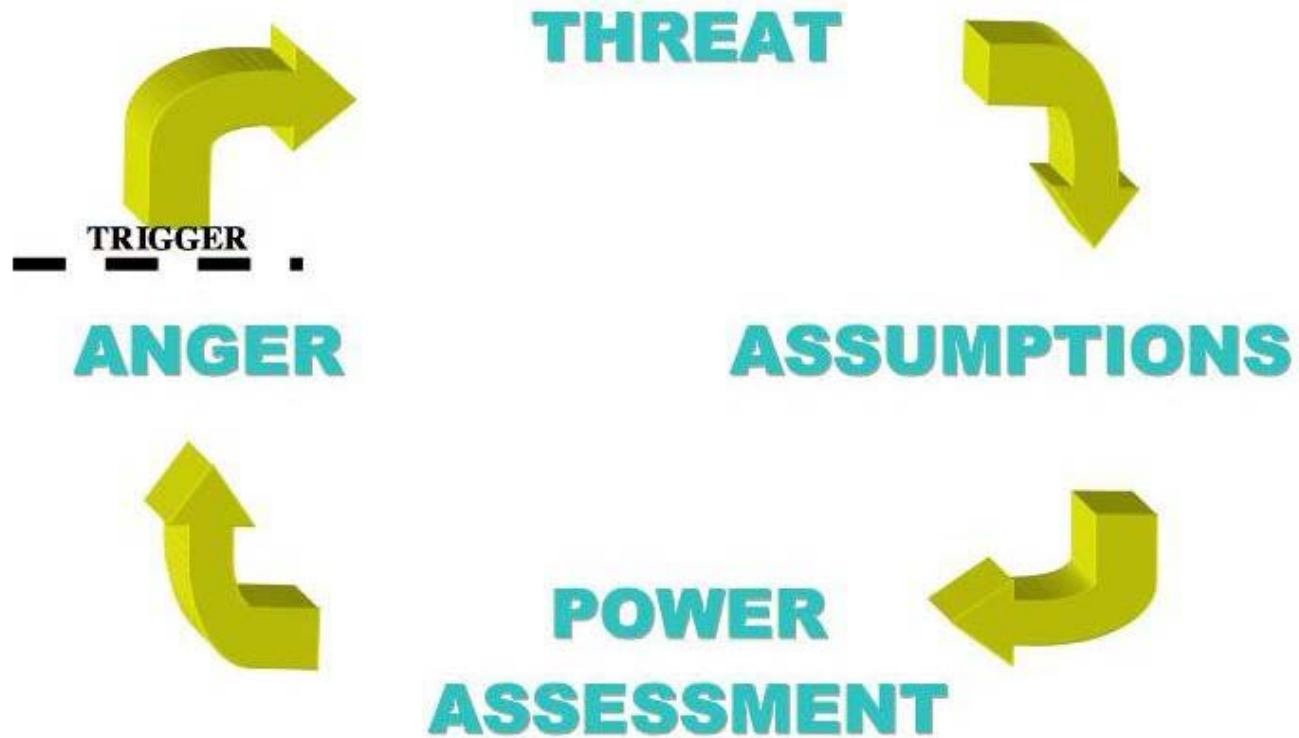 THREAT
TRIGGER
ANGER
ASSUMPTIONS
POWER
ASSESSMENT